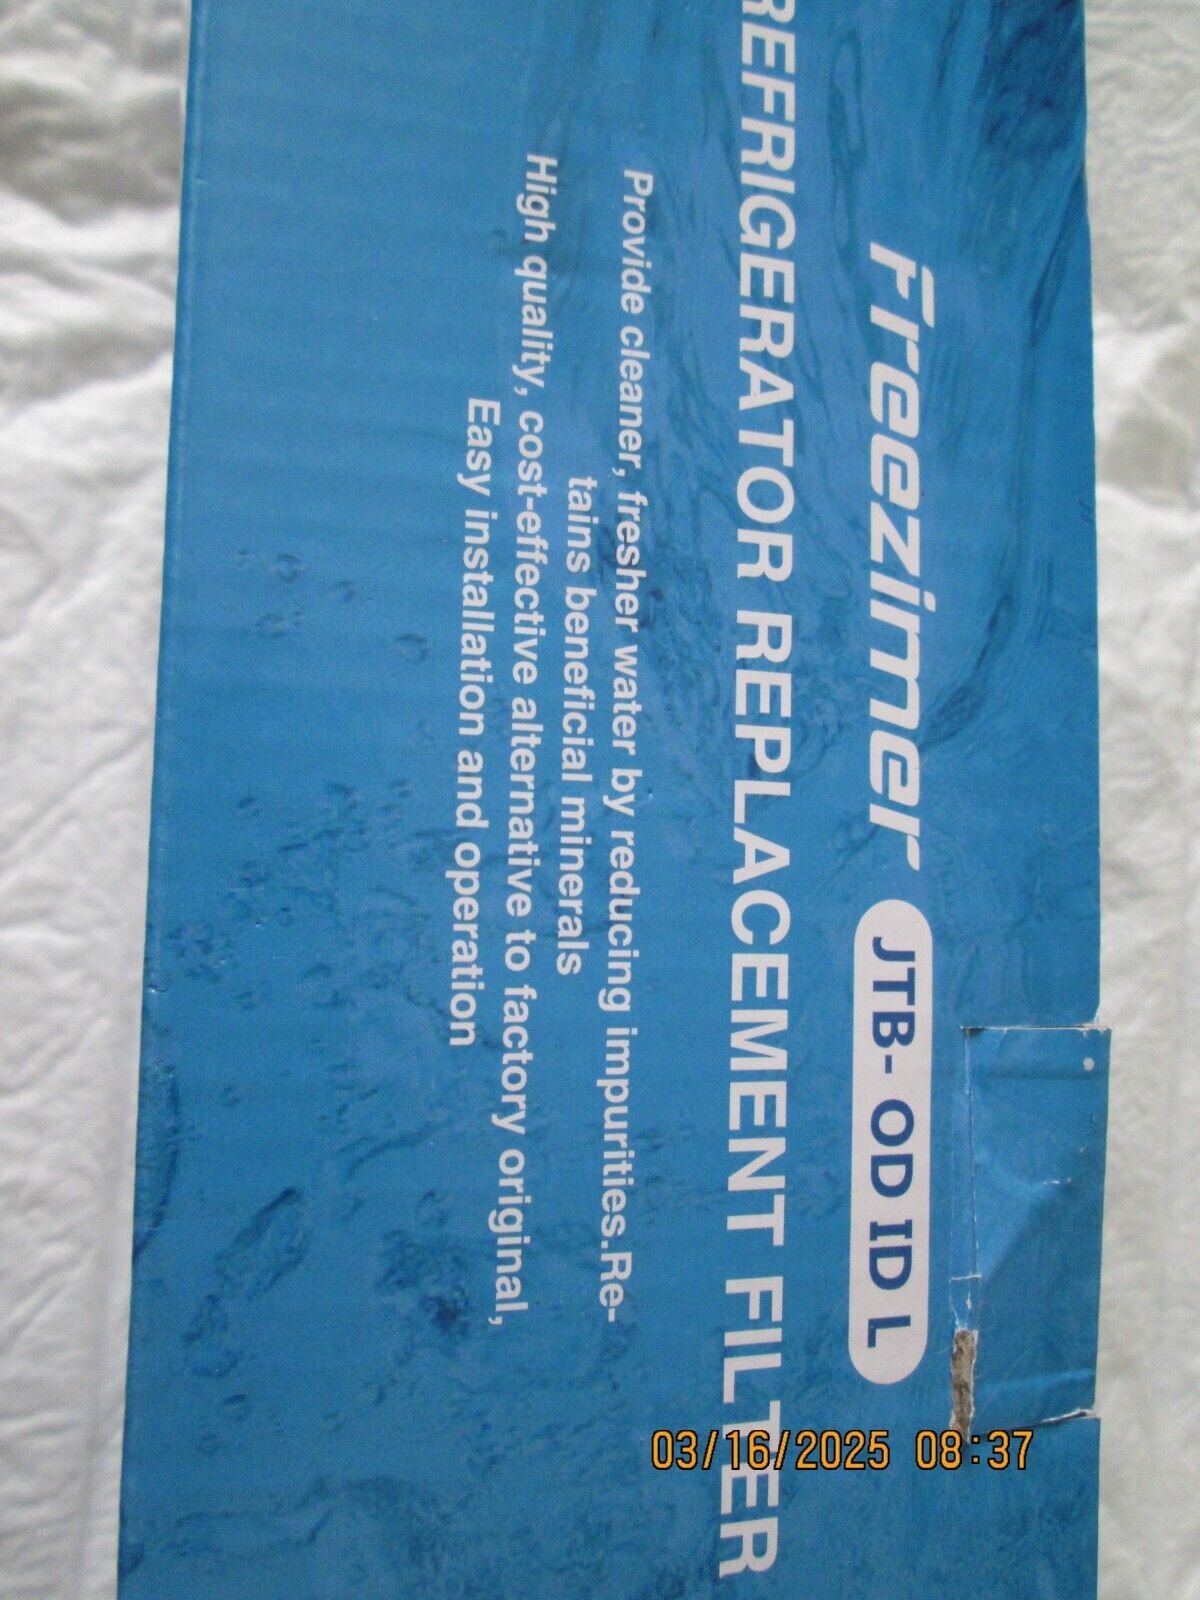 Freezimer JTB- OD ID L
REFRIGERATOR REPLACEMENT FILTER
Provide cleaner, fresher water by reducing impurities.Re-
tains beneficial minerals
High quality, cost-effective alternative to factory original,
Easy installation and operation
03/16/2025 08:37